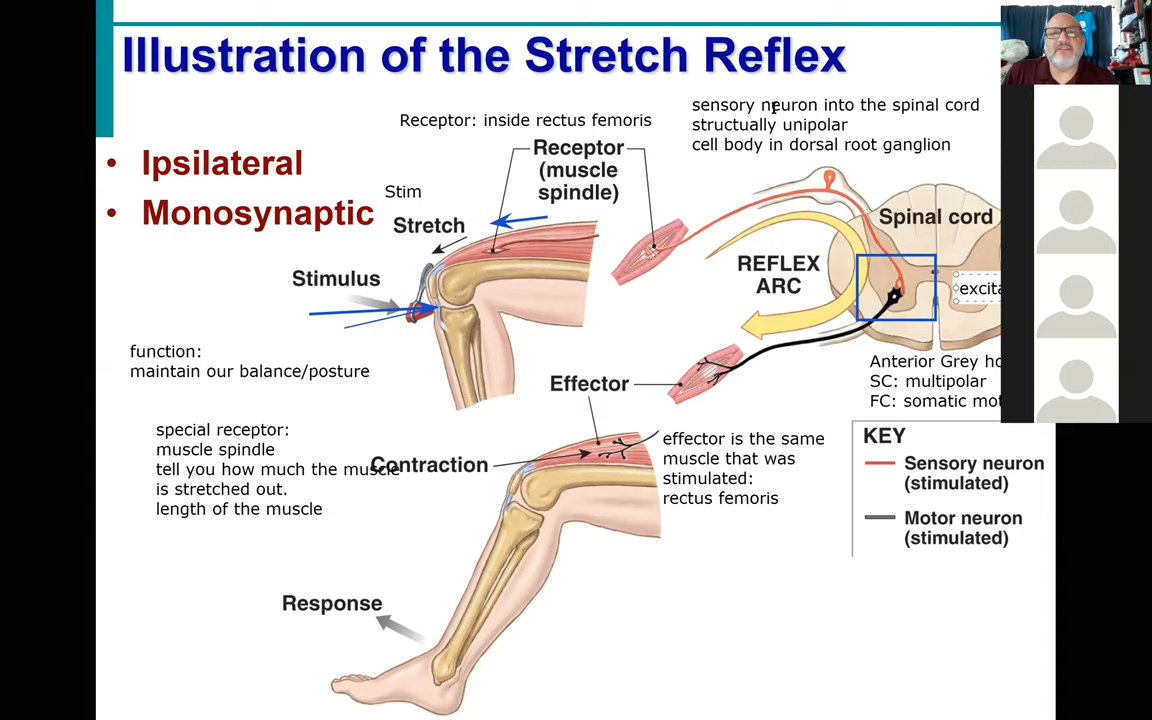 Illustration of the Stretch Reflex
• Ipsilateral
• Monosynaptic
Receptor: inside rectus femoris
Receptor
(muscle
spindle)
sensory neuron into the spinal cord
structually unipolar
cell body in dorsal root ganglion
Stim
Stretch
Stimulus
Spinal cord
REFLEX
ARC
excita
function:
maintain our balance/posture
Effector
Anterior Grey ho
SC: multipolar
FC: somatic mot
special receptor:
muscle spindle
tell you how much the muscle
is stretched out.
length of the muscle
Contraction
effector is the same
muscle that was
stimulated:
rectus femoris
KEY
Sensory neuron
(stimulated)
Motor neuron
(stimulated)
Response